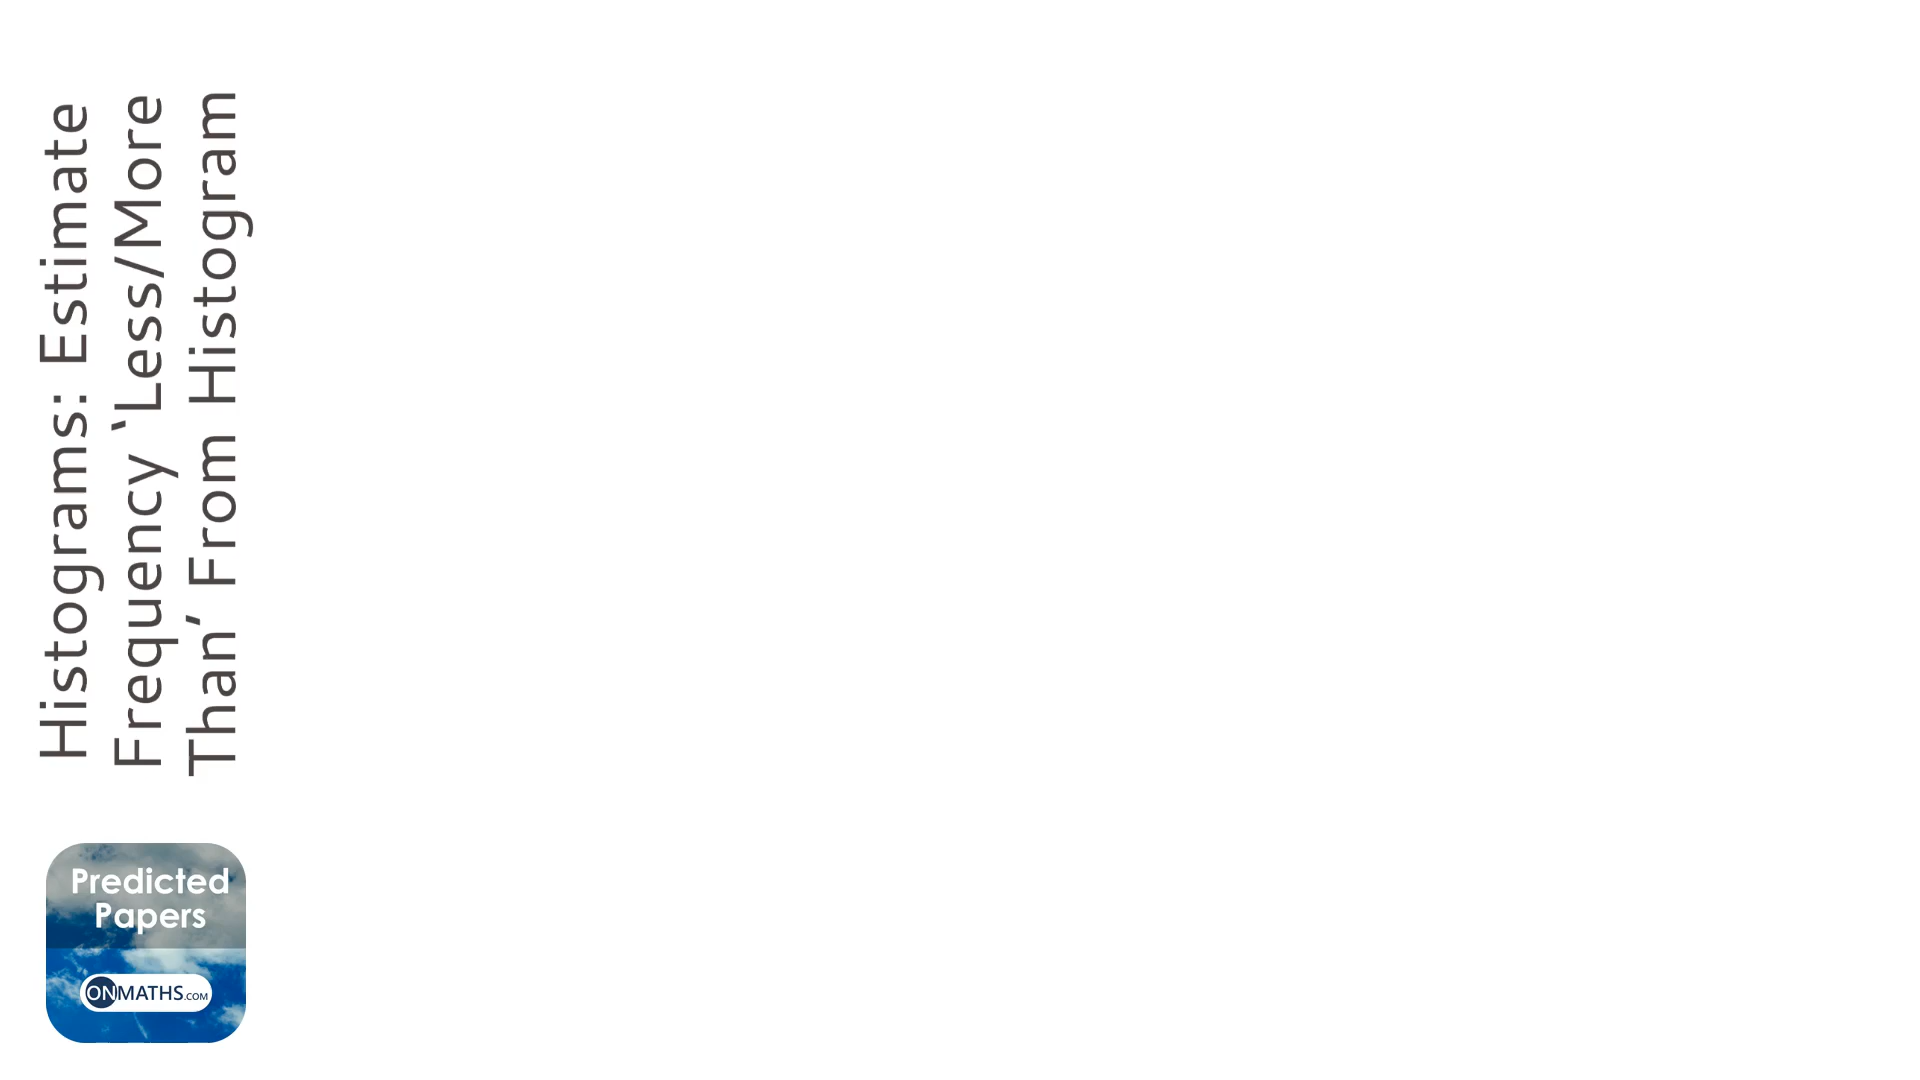 Histograms: Estimate
Frequency `Less/More
Than’ From Histogram
Predicted
Papers
ONMATHS.COM